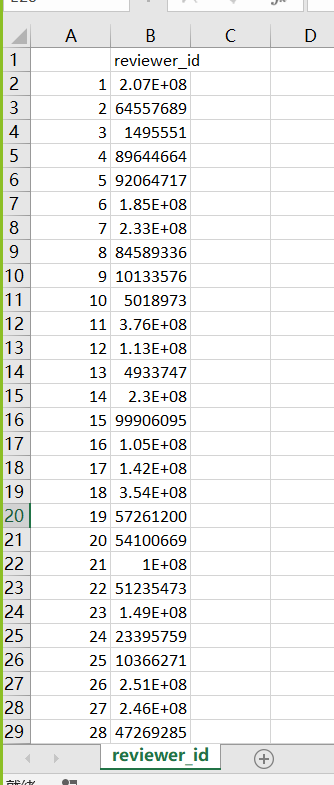 A B C D
1 reviewer_id
2 1 2.07E+08
3 2 64557689
4 3 1495551
5 4 89644664
6 5 92064717
7 6 1.85E+08
8 7 2.33E+08
9 8 84589336
10 9 10133576
11 10 5018973
12 11 3.76E+08
13 12 1.13E+08
14 13 4933747
15 14 2.3E+08
16 15 99906095
17 16 1.05E+08
18 17 1.42E+08
19 18 3.54E+08
20 19 57261200
21 20 54100669
22 21 1E+08
23 22 51235473
24 23 1.49E+08
25 24 23395759
26 25 10366271
27 26 2.51E+08
28 27 2.46E+08
29 28 47269285
reviewer_id